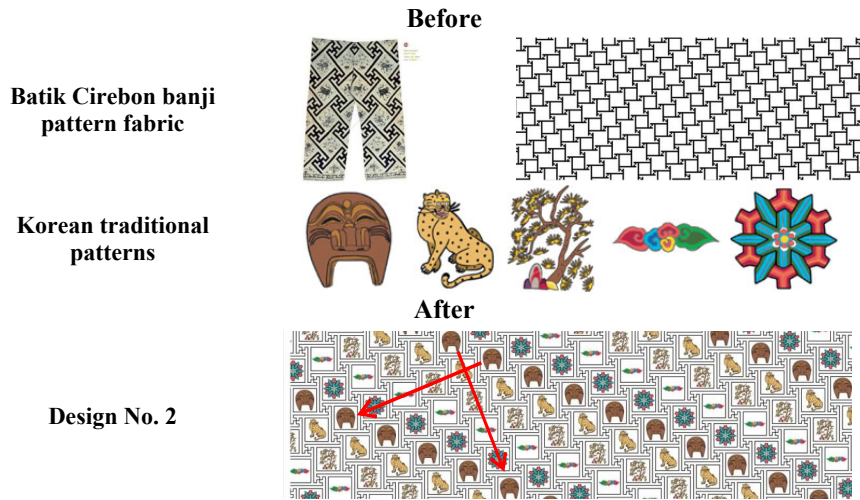 Before
Batik Cirebon banji
pattern fabric
Korean traditional
patterns
After
Design No. 2